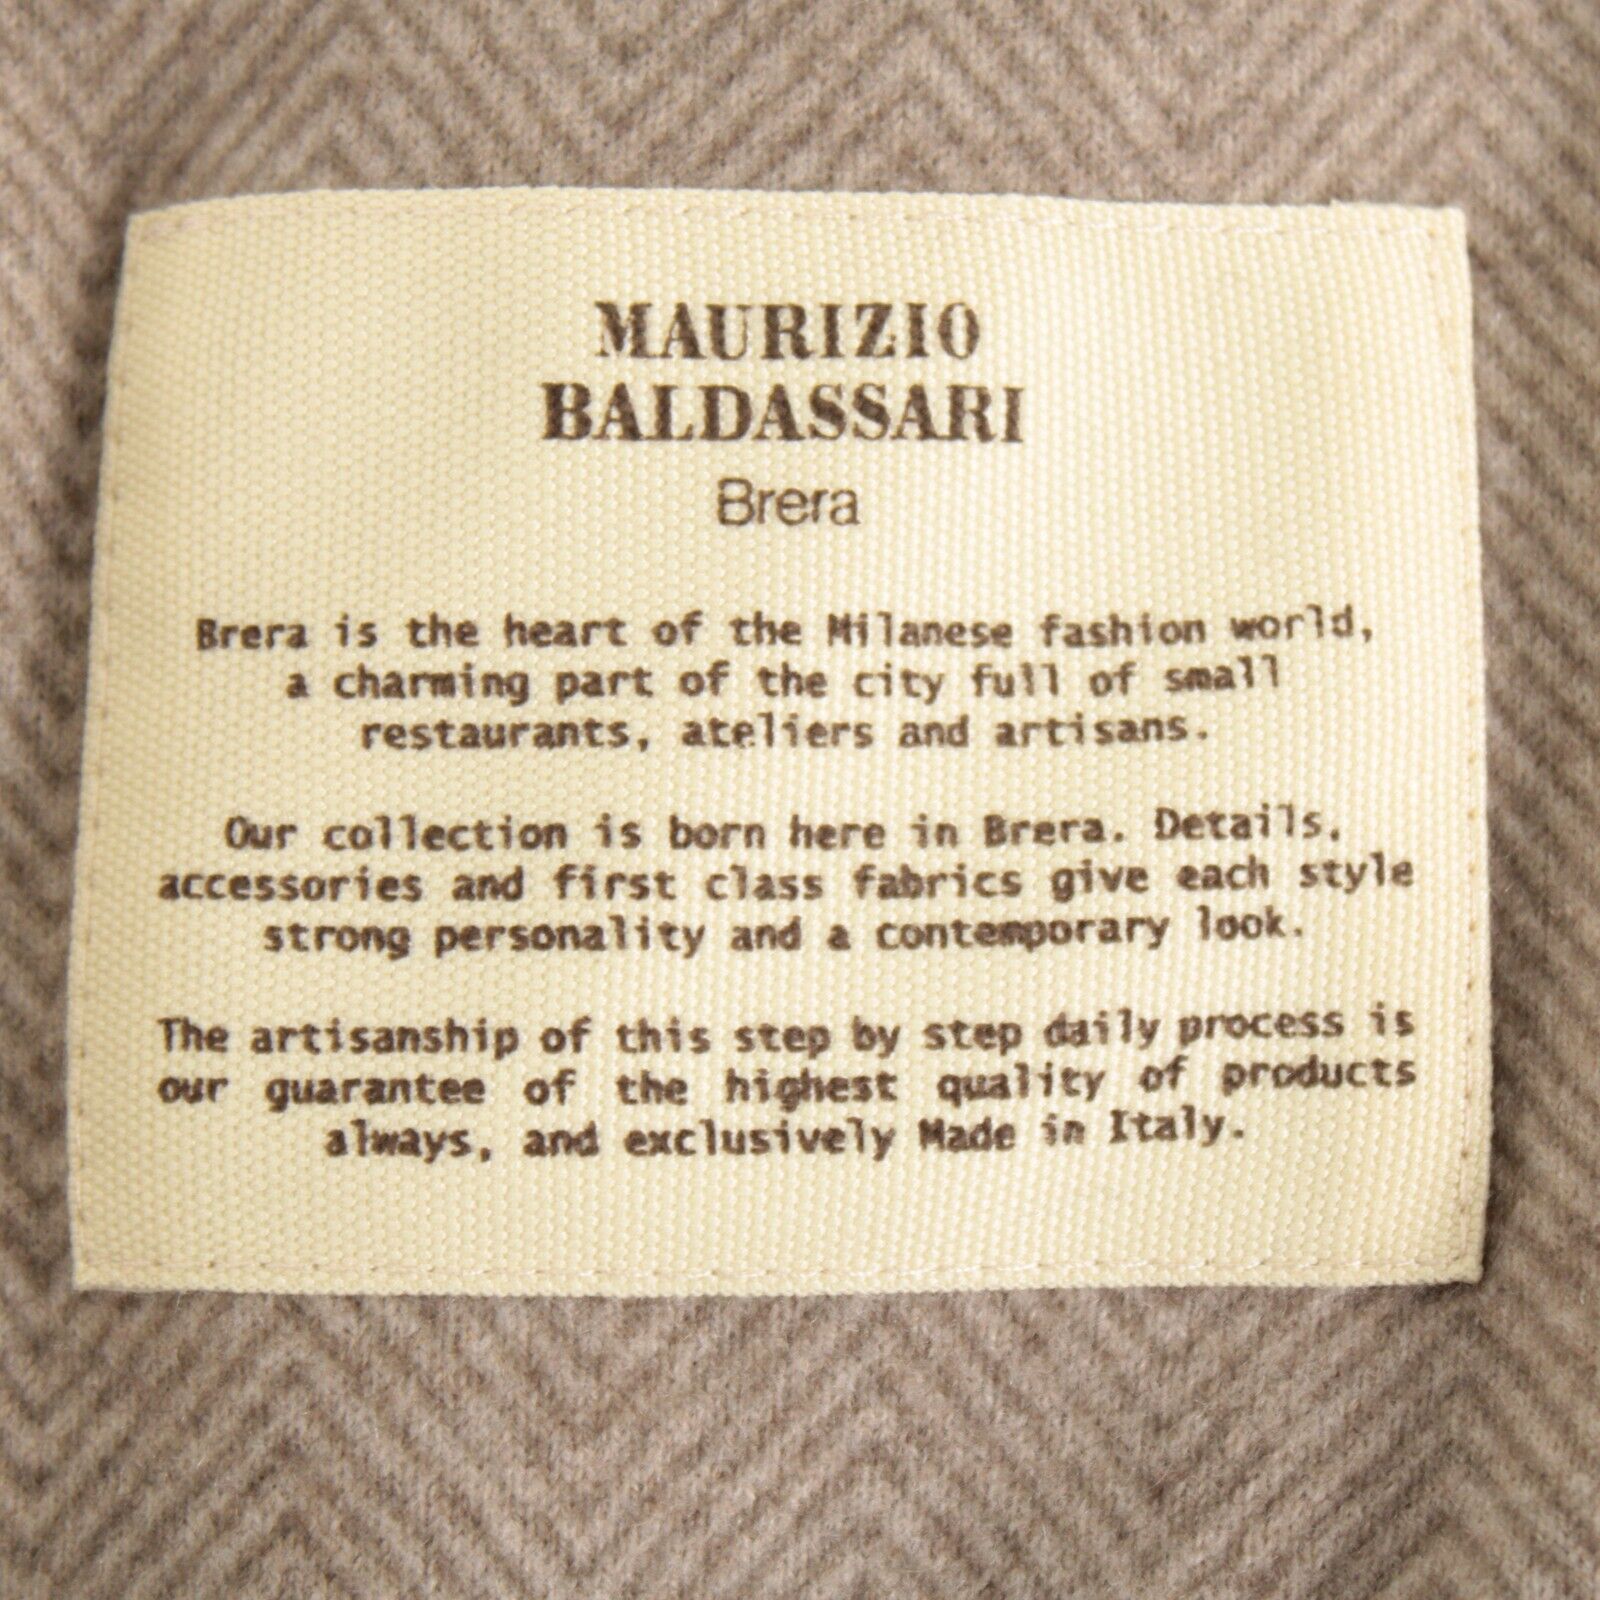 MAURIZIO
BALDASSARI
Brera
Brera is the heart of the Milanese fashion world,
a charming part of the city full of small
restaurants, ateliers and artisans.
Our collection is born here in Brera. Details,
accessories and first class fabrics give each style
strong personality and a contemporary look.
The artisanship of this step by step daily process is
our guarantee of the highest quality of products
always, and exclusively Made in Italy.